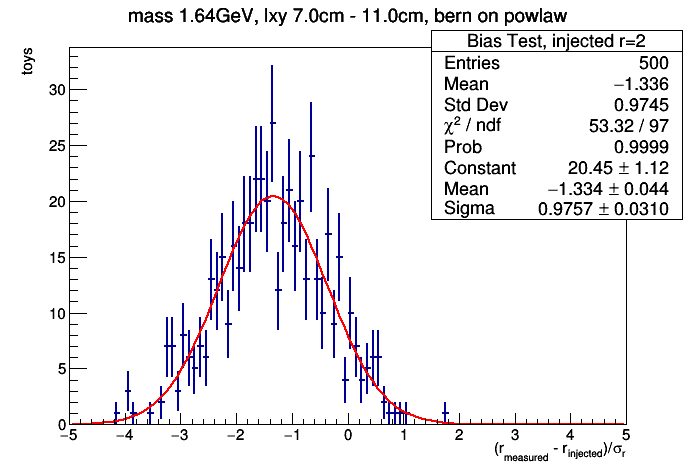 mass 1.64GeV, lxy 7.0cm - 11.0cm, bern on powlaw
Bias Test, injected r=2
Entries 500
Mean −1.336
Std Dev 0.9745
χ² / ndf 53.32 / 97
Prob 0.9999
Constant 20.45 ± 1.12
Mean −1.334 ± 0.044
Sigma 0.9757 ± 0.0310
toys
30
25
20
15
10
5
0
−5 −4 −3 −2 −1 0 1 2 3 4 5
(r_measured - r_injected)/σ_r